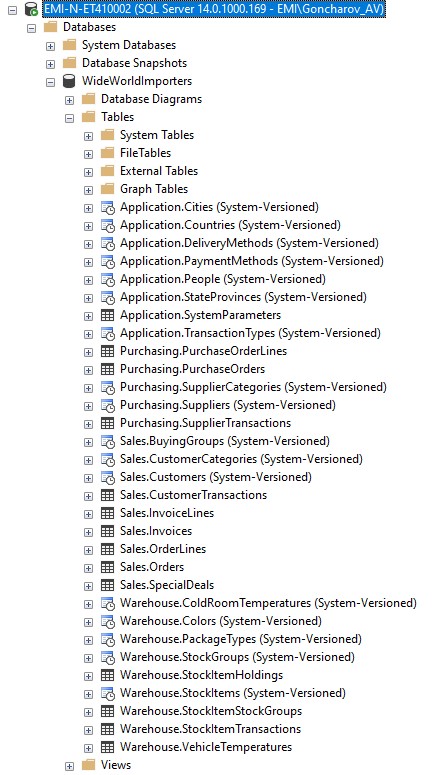 EMI-N-ET410002 (SQL Server 14.0.1000.169 - EMI\Goncharov_AV)
Databases
System Databases
Database Snapshots
WideWorldImporters
Database Diagrams
Tables
System Tables
FileTables
External Tables
Graph Tables
Application.Cities (System-Versioned)
Application.Countries (System-Versioned)
Application.DeliveryMethods (System-Versioned)
Application.PaymentMethods (System-Versioned)
Application.People (System-Versioned)
Application.StateProvinces (System-Versioned)
Application.SystemParameters
Application.TransactionTypes (System-Versioned)
Purchasing.PurchaseOrderLines
Purchasing.PurchaseOrders
Purchasing.SupplierCategories (System-Versioned)
Purchasing.Suppliers (System-Versioned)
Purchasing.SupplierTransactions
Sales.BuyingGroups (System-Versioned)
Sales.CustomerCategories (System-Versioned)
Sales.Customers (System-Versioned)
Sales.CustomerTransactions
Sales.InvoiceLines
Sales.Invoices
Sales.OrderLines
Sales.Orders
Sales.SpecialDeals
Warehouse.ColdRoomTemperatures (System-Versioned)
Warehouse.Colors (System-Versioned)
Warehouse.PackageTypes (System-Versioned)
Warehouse.StockGroups (System-Versioned)
Warehouse.StockItemHoldings
Warehouse.StockItems (System-Versioned)
Warehouse.StockItemStockGroups
Warehouse.StockItemTransactions
Warehouse.VehicleTemperatures
Views